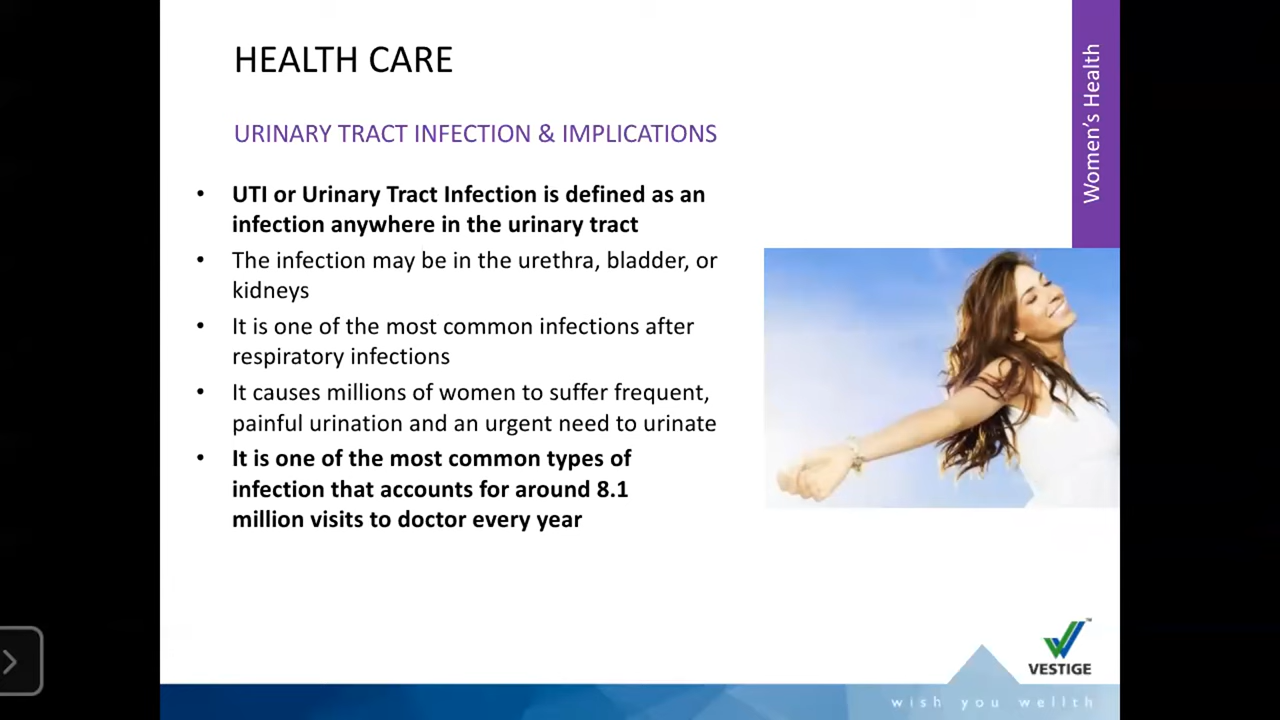 HEALTH CARE
Women's Health
URINARY TRACT INFECTION & IMPLICATIONS
• UTI or Urinary Tract Infection is defined as an
infection anywhere in the urinary tract
• The infection may be in the urethra, bladder, or
kidneys
• It is one of the most common infections after
respiratory infections
• It causes millions of women to suffer frequent,
painful urination and an urgent need to urinate
• It is one of the most common types of
infection that accounts for around 8.1
million visits to doctor every year
VESTIGE
wish you wellth